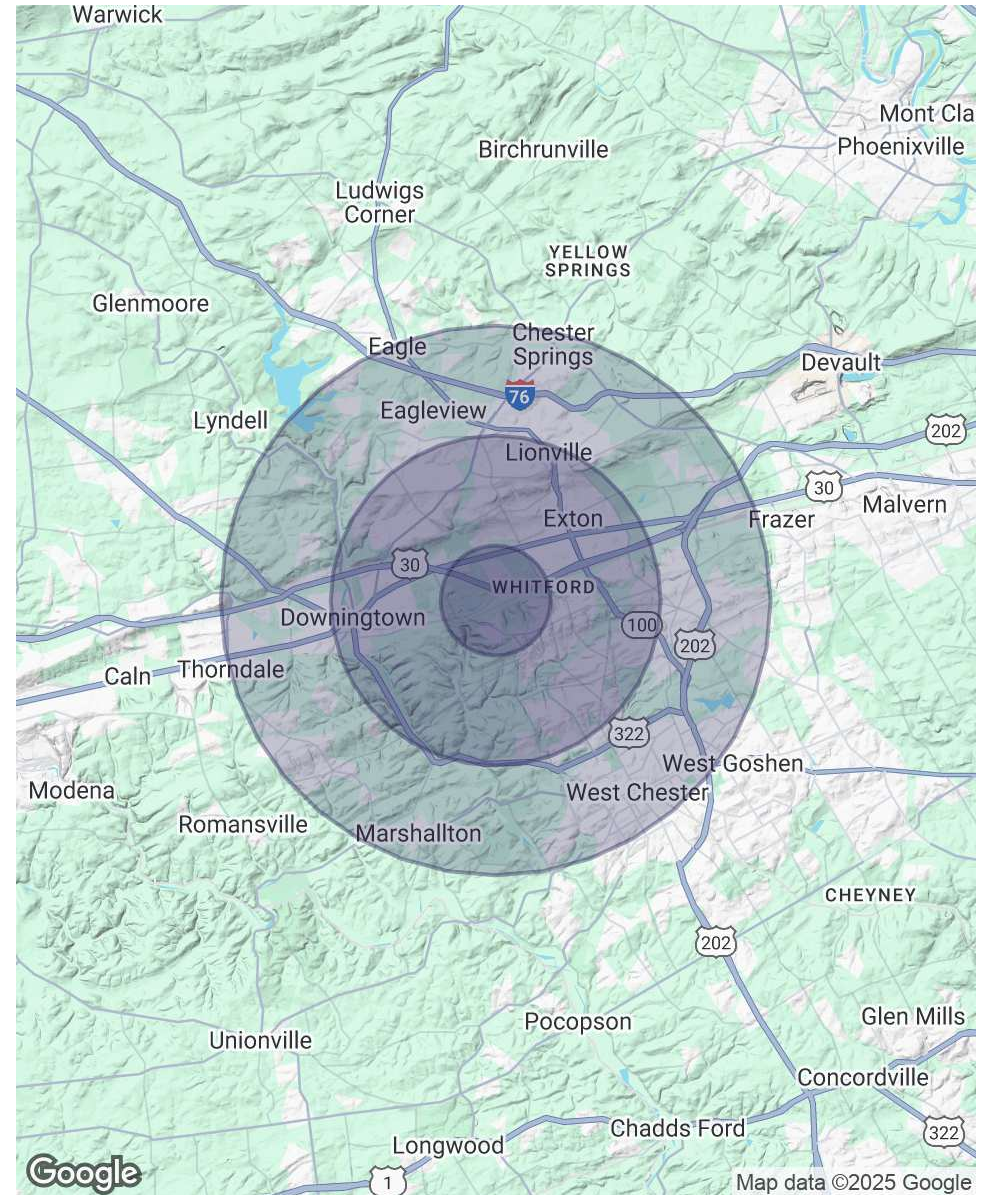 Warwick
Mont Cla
Birchrunville
Phoenixville
Ludwigs
Corner
YELLOW
SPRINGS
Glenmoore
Chester
Springs
Eagle
Devault
76
Eagleview
Lyndell
202
Lionville
30
Malvern
Exton
Frazer
30
WHITFORD
Downingtown
100
202
Caln
Thorndale
322
West Goshen
Modena
West Chester
Romansville
Marshallton
CHEYNEY
202
Glen Mills
Pocopson
Unionville
Concordville
Chadds Ford
322
Longwood
Google
1
Map data ©2025 Google